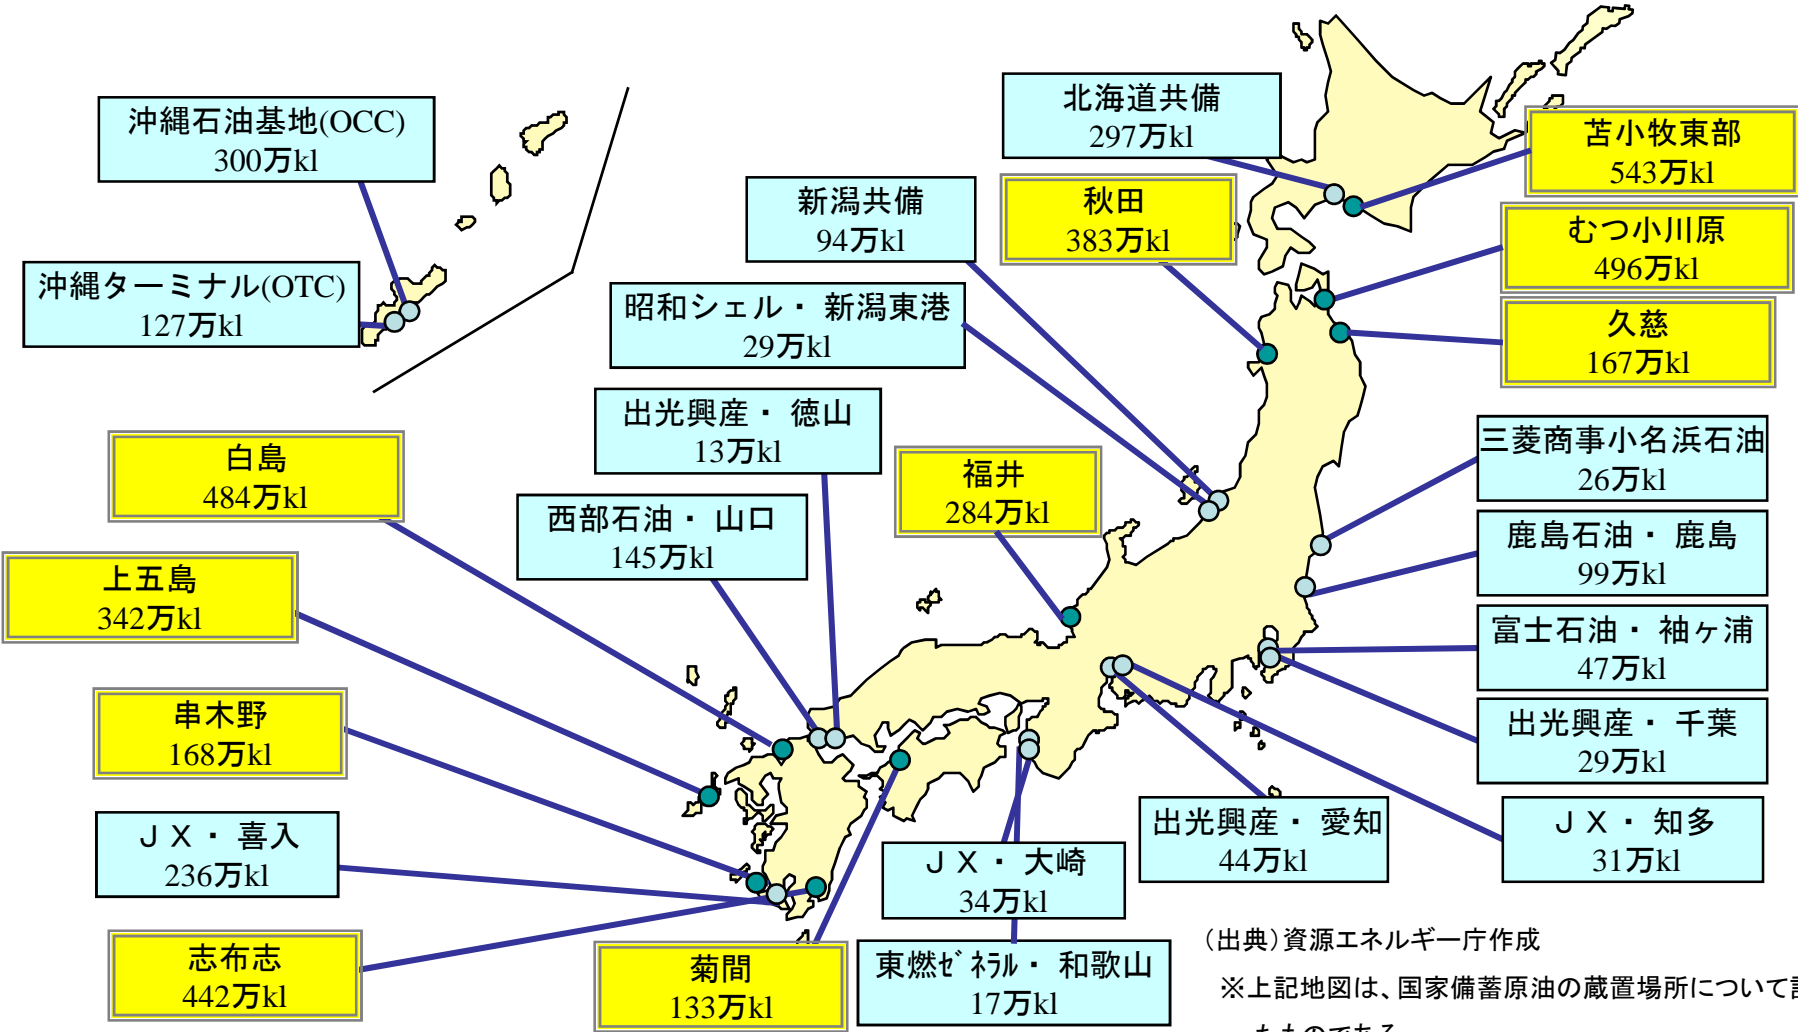 沖縄石油基地(OCC)
300万kl
沖縄ターミナル(OTC)
127万kl
北海道共備
297万kl
苫小牧東部
543万kl
新潟共備
94万kl
秋田
383万kl
むつ小川原
496万kl
昭和シェル・ 新潟東港
29万kl
久慈
167万kl
出光興産・ 徳山
13万kl
白島
484万kl
福井
284万kl
三菱商事小名浜石油
26万kl
西部石油・ 山口
145万kl
鹿島石油・ 鹿島
99万kl
上五島
342万kl
富士石油・ 袖ヶ浦
47万kl
串木野
168万kl
出光興産・ 千葉
29万kl
ＪＸ・ 喜入
236万kl
ＪＸ・ 大崎
34万kl
出光興産・ 愛知
44万kl
ＪＸ・ 知多
31万kl
志布志
442万kl
菊間
133万kl
東燃ｾﾞﾈﾗﾙ・ 和歌山
17万kl
(出典)資源エネルギー庁作成
※上記地図は、国家備蓄原油の蔵置場所について
たものである